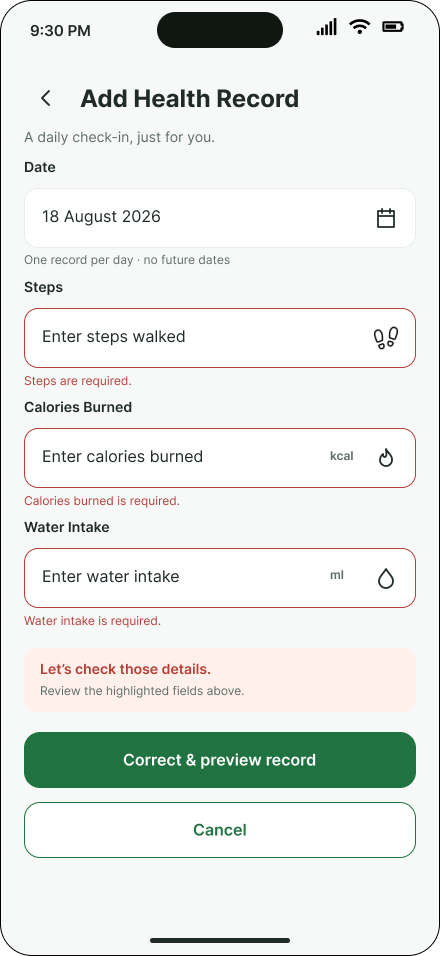 9:30 PM
Add Health Record
A daily check-in, just for you.
Date
18 August 2026
One record per day · no future dates
Steps
Enter steps walked
Steps are required.
Calories Burned
Enter calories burned kcal
Calories burned is required.
Water Intake
Enter water intake ml
Water intake is required.
Let’s check those details.
Review the highlighted fields above.
Correct & preview record
Cancel